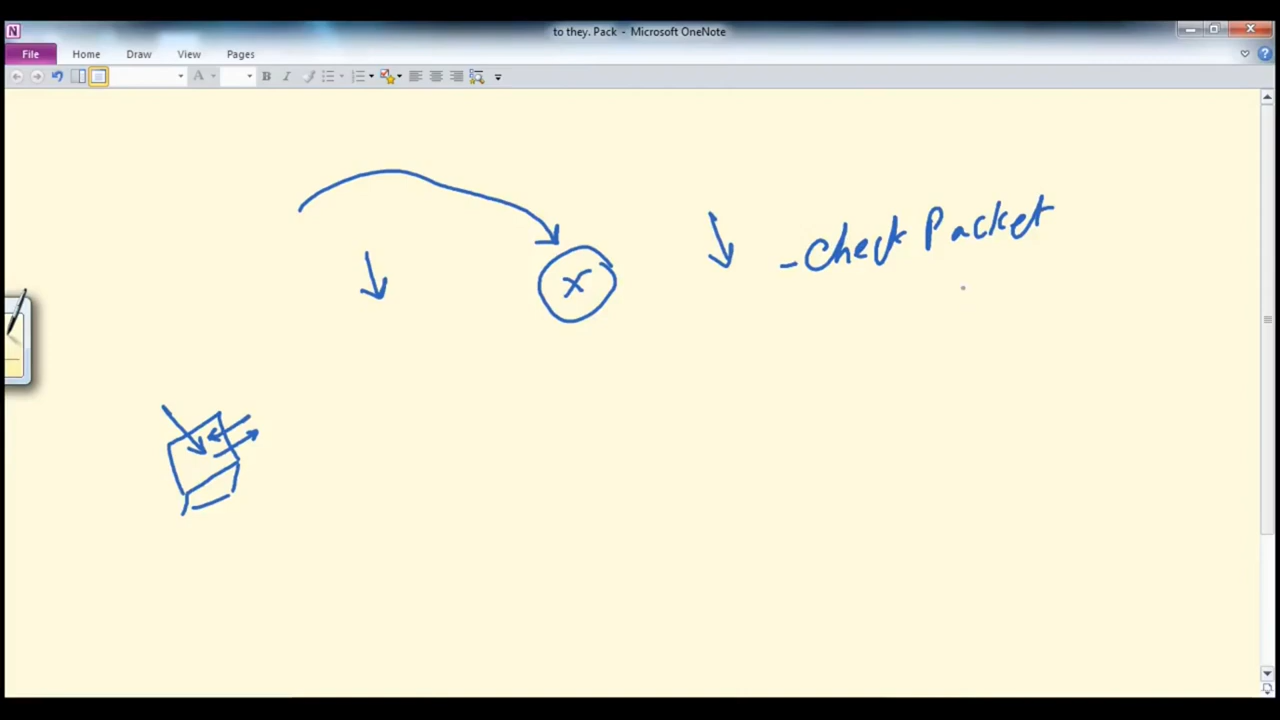 to they. Pack - Microsoft OneNote
File Home Draw View Pages
A B I
x
- Check Packet